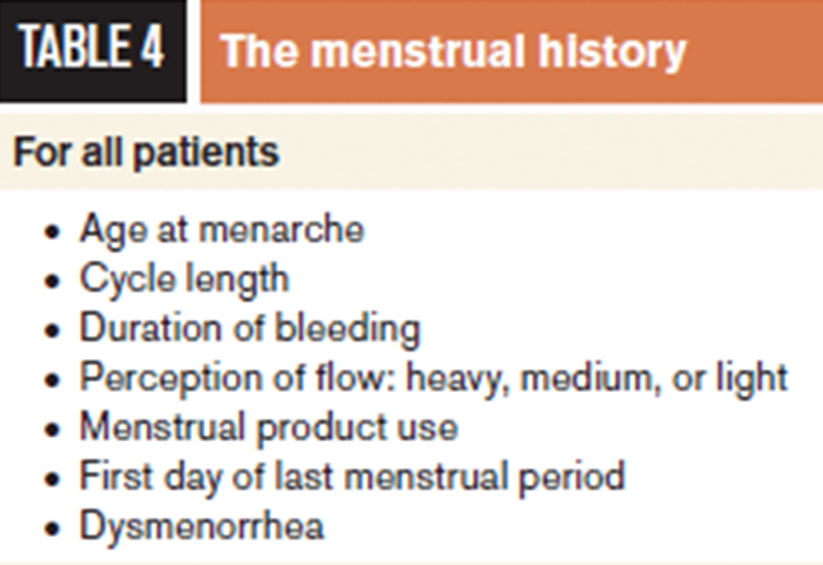 TABLE 4 The menstrual history
For all patients
• Age at menarche
• Cycle length
• Duration of bleeding
• Perception of flow: heavy, medium, or light
• Menstrual product use
• First day of last menstrual period
• Dysmenorrhea